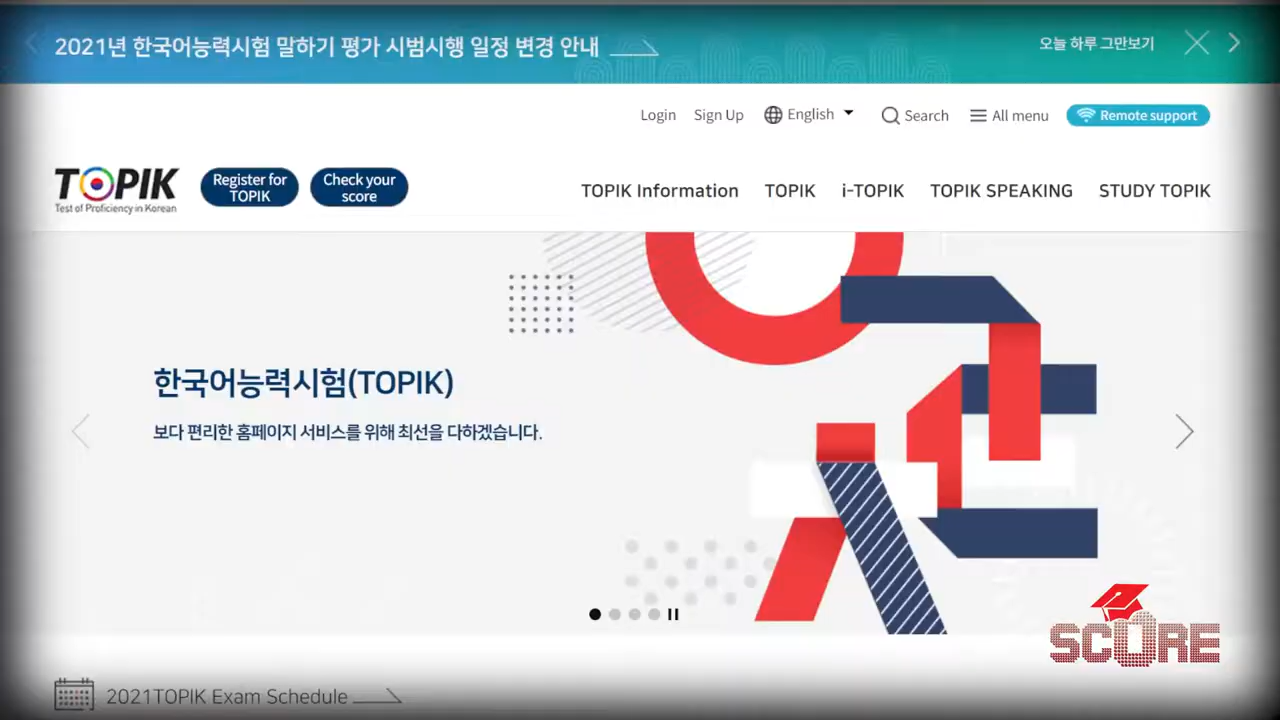 2021년 한국어능력시험 말하기 평가 시범시행 일정 변경 안내
오늘 하루 그만보기
Login Sign Up English Search All menu Remote support
TOPIK
Test of Proficiency in Korean
Register for
TOPIK
Check your
score
TOPIK Information TOPIK i-TOPIK TOPIK SPEAKING STUDY TOPIK
한국어능력시험(TOPIK)
보다 편리한 홈페이지 서비스를 위해 최선을 다하겠습니다.
SCORE
2021TOPIK Exam Schedule